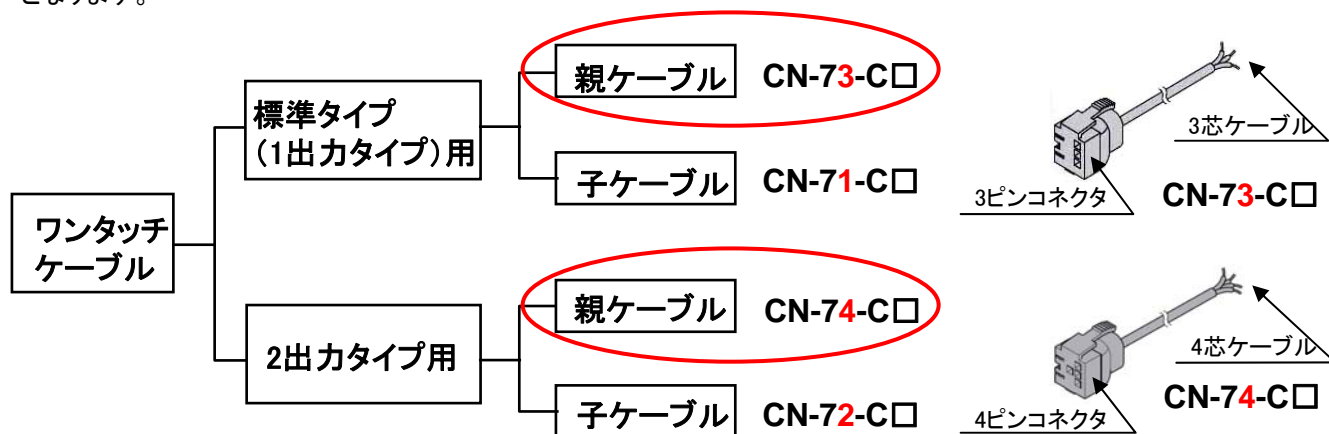 となります。
ワンタッチ
ケーブル
標準タイプ
(1出力タイプ)用
親ケーブル CN-73-C□
子ケーブル CN-71-C□
2出力タイプ用
親ケーブル CN-74-C□
子ケーブル CN-72-C□
3芯ケーブル
3ピンコネクタ
CN-73-C□
4芯ケーブル
4ピンコネクタ
CN-74-C□